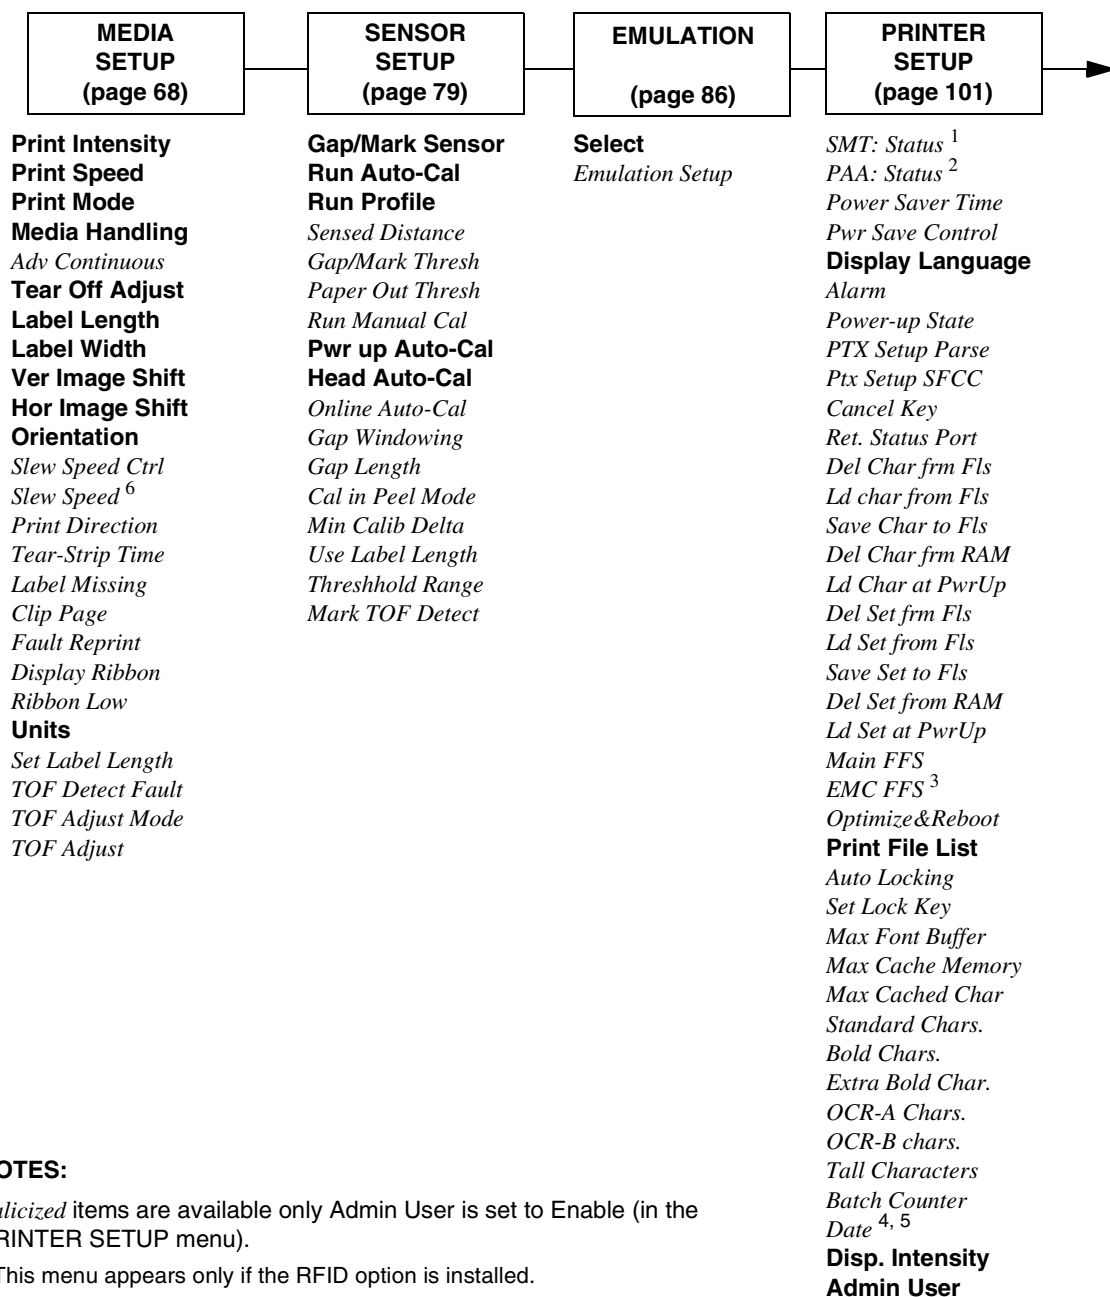 MEDIA
SETUP
(page 68)
SENSOR
SETUP
(page 79)
EMULATION
(page 86)
PRINTER
SETUP
(page 101)
Print Intensity
Print Speed
Print Mode
Media Handling
Adv Continuous
Tear Off Adjust
Label Length
Label Width
Ver Image Shift
Hor Image Shift
Orientation
Slew Speed Ctrl
Slew Speed 6
Print Direction
Tear-Strip Time
Label Missing
Clip Page
Fault Reprint
Display Ribbon
Ribbon Low
Units
Set Label Length
TOF Detect Fault
TOF Adjust Mode
TOF Adjust
Gap/Mark Sensor
Run Auto-Cal
Run Profile
Sensed Distance
Gap/Mark Thresh
Paper Out Thresh
Run Manual Cal
Pwr up Auto-Cal
Head Auto-Cal
Online Auto-Cal
Gap Windowing
Gap Length
Cal in Peel Mode
Min Calib Delta
Use Label Length
Threshhold Range
Mark TOF Detect
Select
Emulation Setup
SMT: Status 1
PAA: Status 2
Power Saver Time
Pwr Save Control
Display Language
Alarm
Power-up State
PTX Setup Parse
Ptx Setup SFCC
Cancel Key
Ret. Status Port
Del Char frm Fls
Ld char from Fls
Save Char to Fls
Del Char frm RAM
Ld Char at PwrUp
Del Set frm Fls
Ld Set from Fls
Save Set to Fls
Del Set from RAM
Ld Set at PwrUp
Main FFS
EMC FFS 3
Optimize&Reboot
Print File List
Auto Locking
Set Lock Key
Max Font Buffer
Max Cache Memory
Max Cached Char
Standard Chars.
Bold Chars.
Extra Bold Char.
OCR-A Chars.
OCR-B chars.
Tall Characters
Batch Counter
Date 4, 5
Disp. Intensity
Admin User
OTES:
alicized items are available only Admin User is set to Enable (in the
RINTER SETUP menu).
This menu appears only if the RFID option is installed.